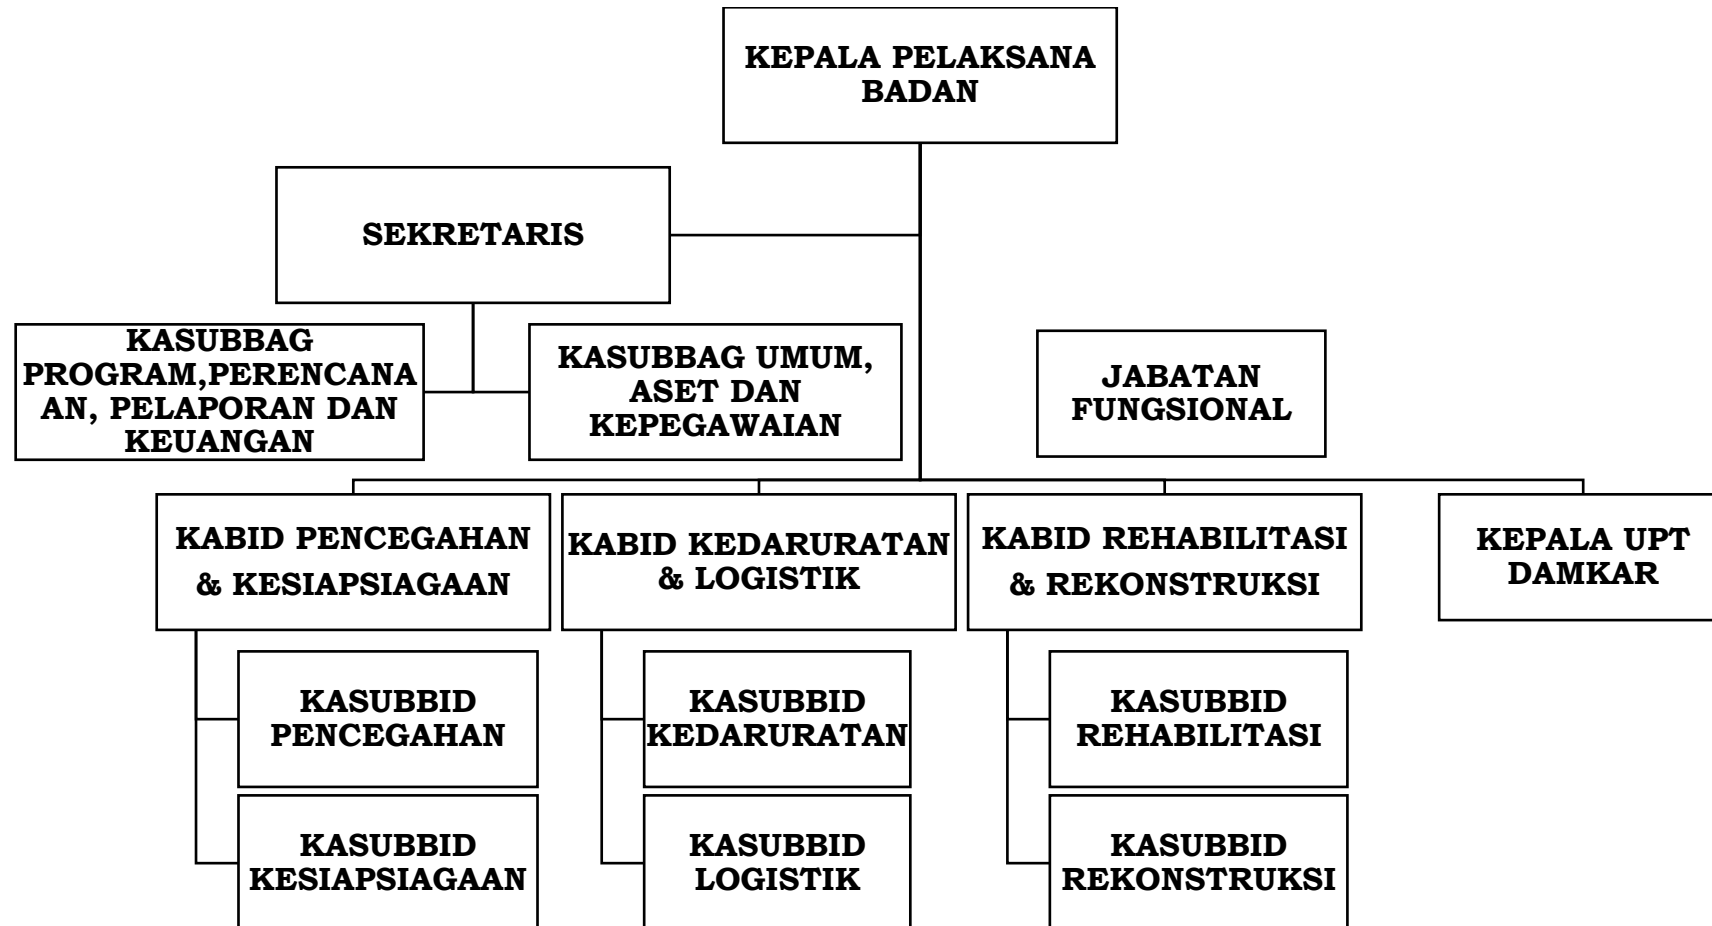 KEPALA PELAKSANA
BADAN
SEKRETARIS
KASUBBAG
PROGRAM,PERENCANA
AN, PELAPORAN DAN
KEUANGAN
KASUBBAG UMUM,
ASET DAN
KEPEGAWAIAN
JABATAN
FUNGSIONAL
KABID PENCEGAHAN
& KESIAPSIAGAAN
KABID KEDARURATAN
& LOGISTIK
KABID REHABILITASI
& REKONSTRUKSI
KEPALA UPT
DAMKAR
KASUBBID
PENCEGAHAN
KASUBBID
KEDARURATAN
KASUBBID
REHABILITASI
KASUBBID
KESIAPSIAGAAN
KASUBBID
LOGISTIK
KASUBBID
REKONSTRUKSI